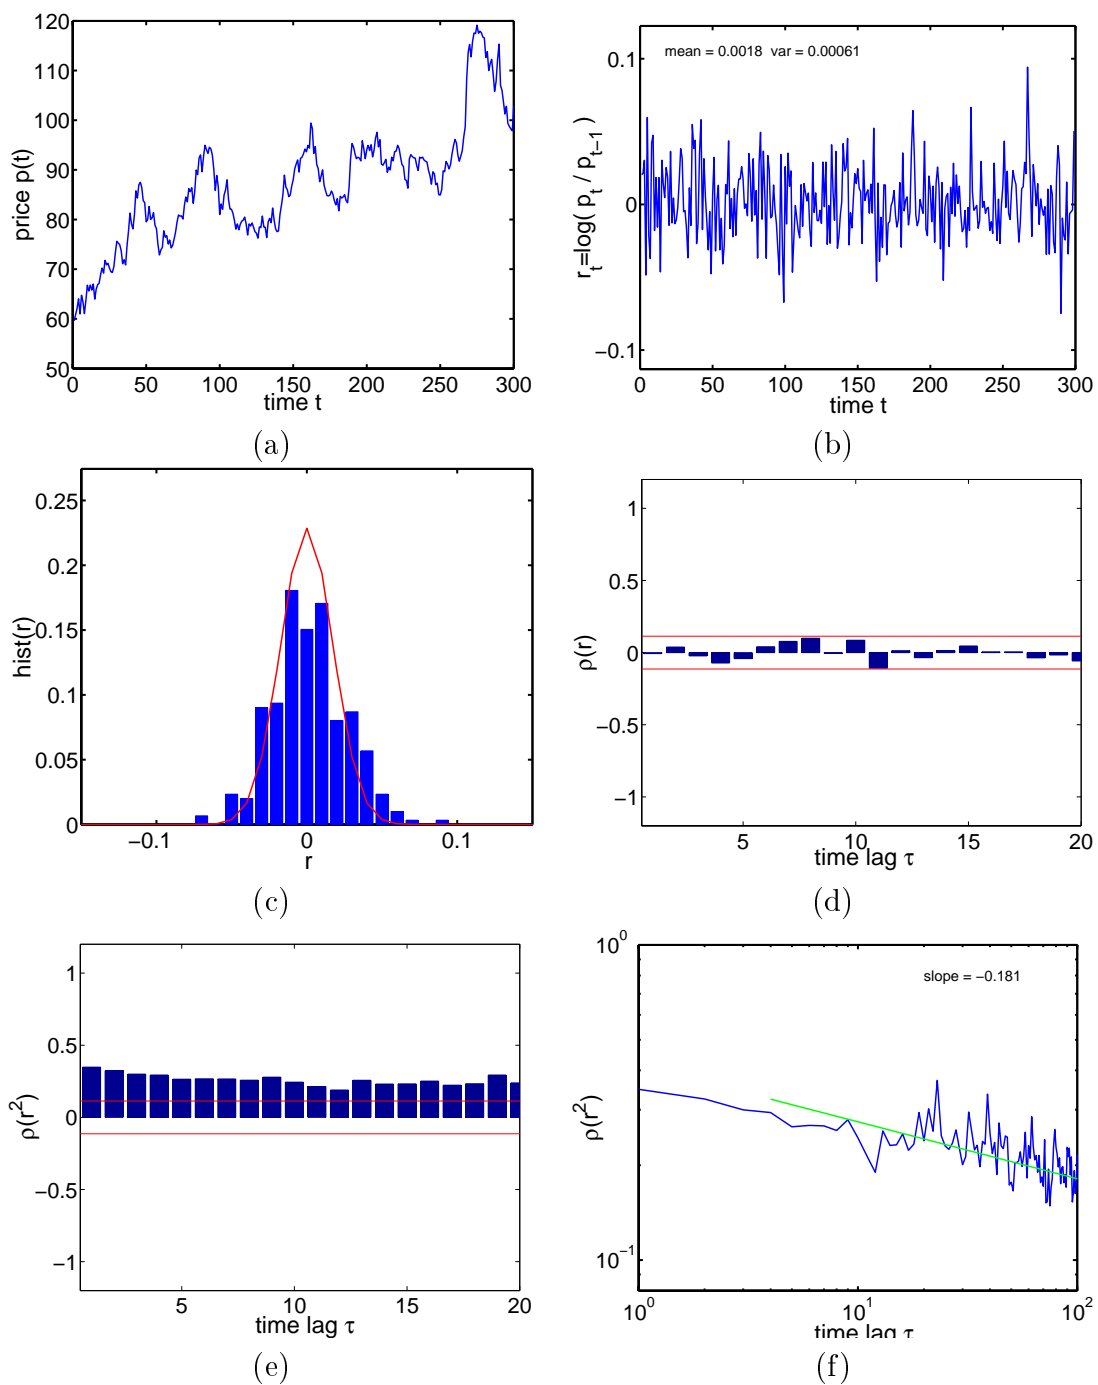 120
110
100
90
80
70
60
50
price p(t)
0 50 100 150 200 250 300
time t
(a)
mean = 0.0018 var = 0.00061
0.1
0
−0.1
r_t=log( p_t / p_{t−1} )
0 50 100 150 200 250 300
time t
(b)
0.25
0.2
0.15
0.1
0.05
0
hist(r)
−0.1 0 0.1
r
(c)
1
0.5
0
−0.5
−1
ρ(r)
5 10 15 20
time lag τ
(d)
1
0.5
0
−0.5
−1
ρ(r²)
5 10 15 20
time lag τ
(e)
slope = −0.181
10⁰
10⁻¹
ρ(r²)
10⁰ 10¹ 10²
time lag τ
(f)